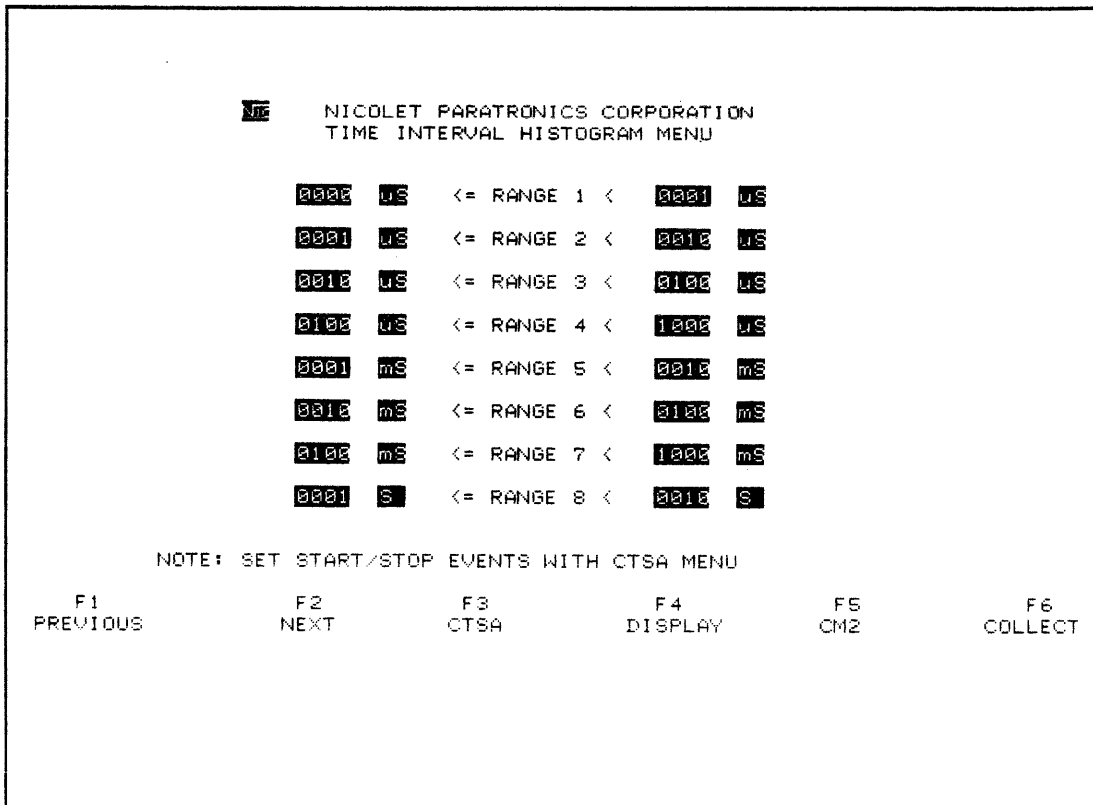 NICOLET PARATRONICS CORPORATION
TIME INTERVAL HISTOGRAM MENU
0000 uS <= RANGE 1 < 0001 uS
0001 uS <= RANGE 2 < 0010 uS
0010 uS <= RANGE 3 < 0100 uS
0100 uS <= RANGE 4 < 1000 uS
0001 mS <= RANGE 5 < 0010 mS
0010 mS <= RANGE 6 < 0100 mS
0100 mS <= RANGE 7 < 1000 mS
0001 S <= RANGE 8 < 0010 S
NOTE: SET START/STOP EVENTS WITH CTSA MENU
F1 F2 F3 F4 F5 F6
PREVIOUS NEXT CTSA DISPLAY CM2 COLLECT